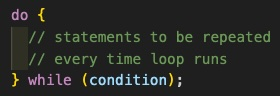 do {
  // statements to be repeated
  // every time loop runs
} while (condition);